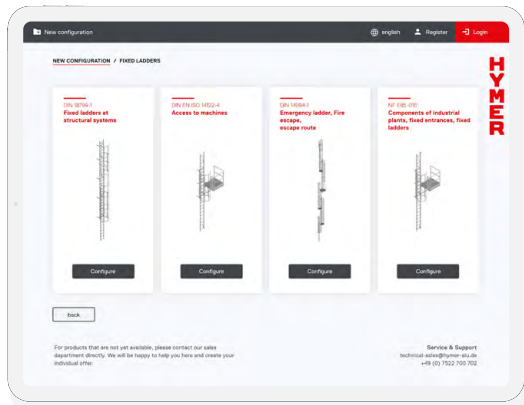 New configuration
english
Register
Login
NEW CONFIGURATION / FIXED LADDERS
HYMER
DIN 18799-1
Fixed ladders at
structural systems
DIN EN ISO 14122-4
Access to machines
DIN 14094-1
Emergency ladder, Fire
escape,
escape route
NF E85-016
Components of industrial
plants, fixed entrances, fixed
ladders
Configure
Configure
Configure
Configure
back
For products that are not yet available, please contact our sales
department directly. We will be happy to help you here and create your
individual offer.
Service & Support
technical-sales@hymer-alu.de
+49 (0) 7522 700 702